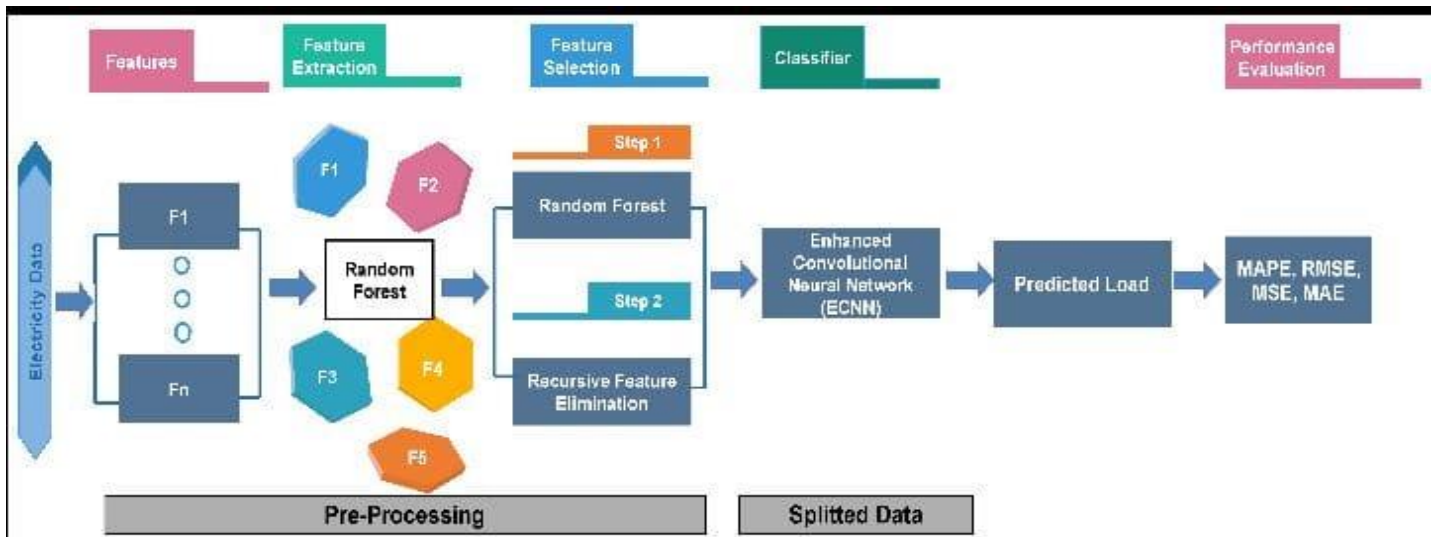 Features
Feature
Extraction
Feature
Selection
Classifier
Performance
Evaluation
Electricity Data
F1
Fn
F1
F2
Random
Forest
F3
F4
F5
Step 1
Random Forest
Step 2
Recursive Feature
Elimination
Enhanced
Convolutional
Neural Network
(ECNN)
Predicted Load
MAPE, RMSE,
MSE, MAE
Pre-Processing
Splitted Data